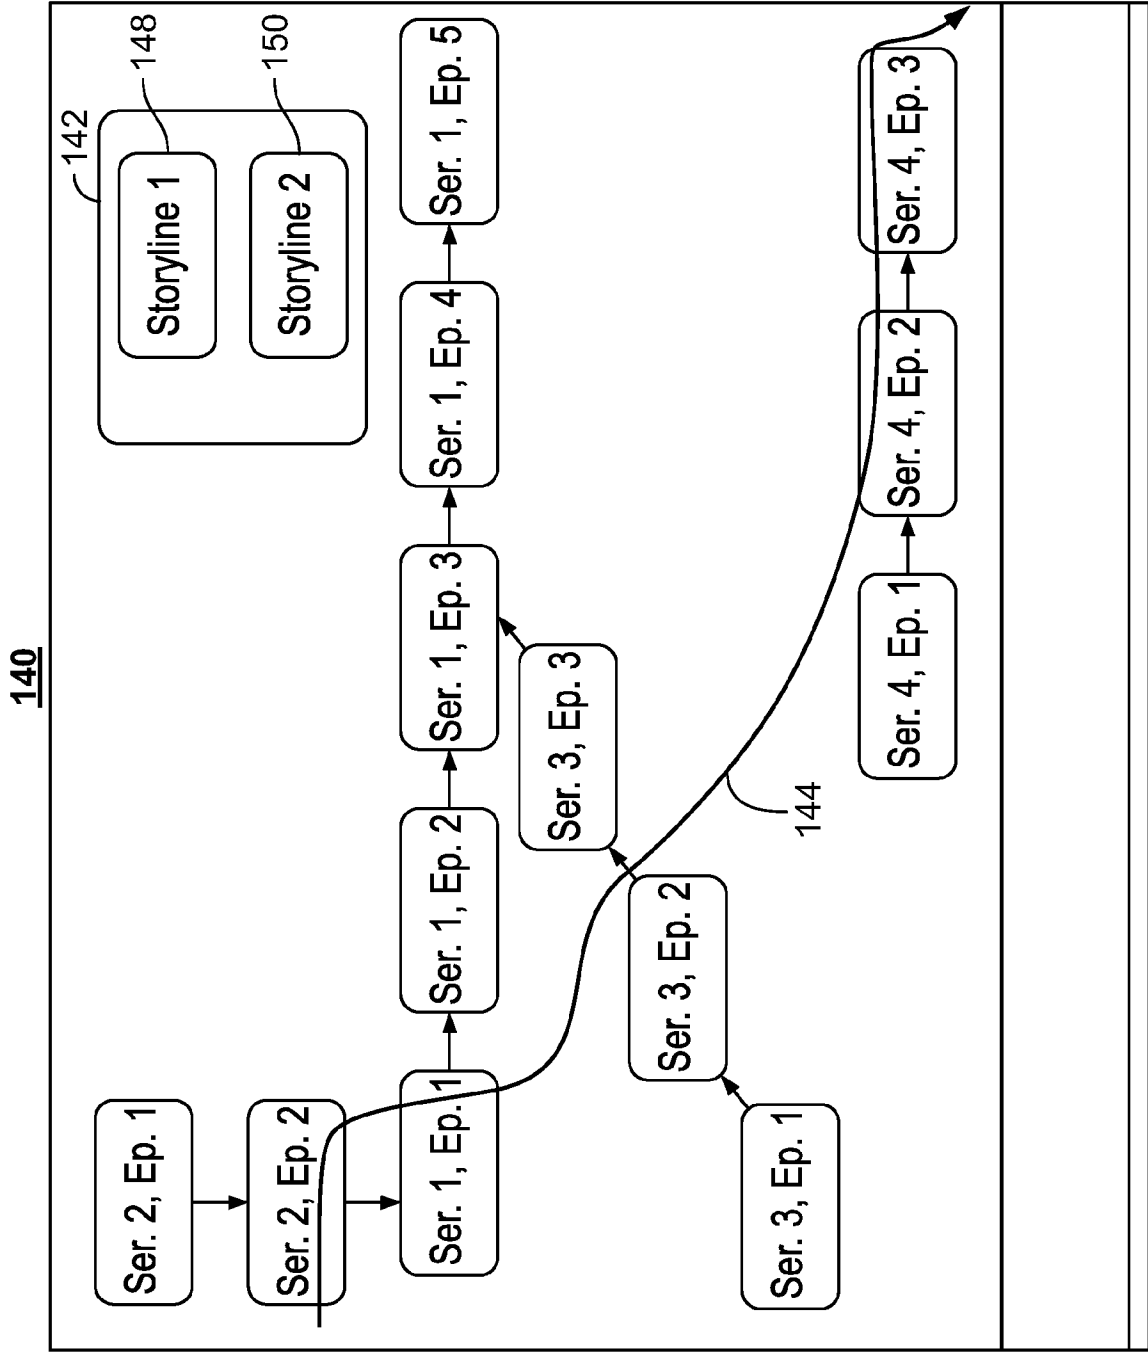 140
142
Storyline 1
148
Storyline 2
150
Ser. 2, Ep. 1
Ser. 2, Ep. 2
Ser. 1, Ep. 1
Ser. 1, Ep. 2
Ser. 1, Ep. 3
Ser. 1, Ep. 4
Ser. 1, Ep. 5
Ser. 3, Ep. 1
Ser. 3, Ep. 2
Ser. 3, Ep. 3
144
Ser. 4, Ep. 1
Ser. 4, Ep. 2
Ser. 4, Ep. 3